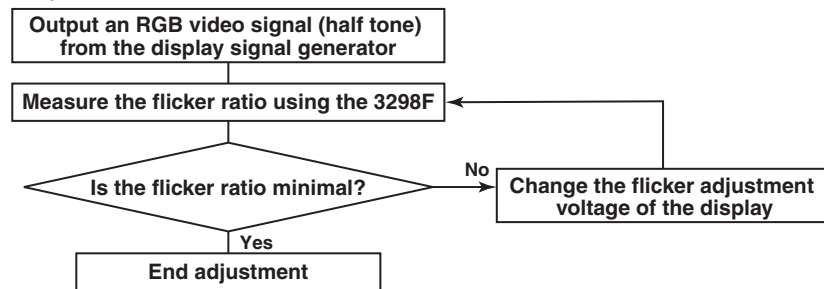 Output an RGB video signal (half tone)
from the display signal generator
Measure the flicker ratio using the 3298F
Is the flicker ratio minimal?
No
Change the flicker adjustment
voltage of the display
Yes
End adjustment